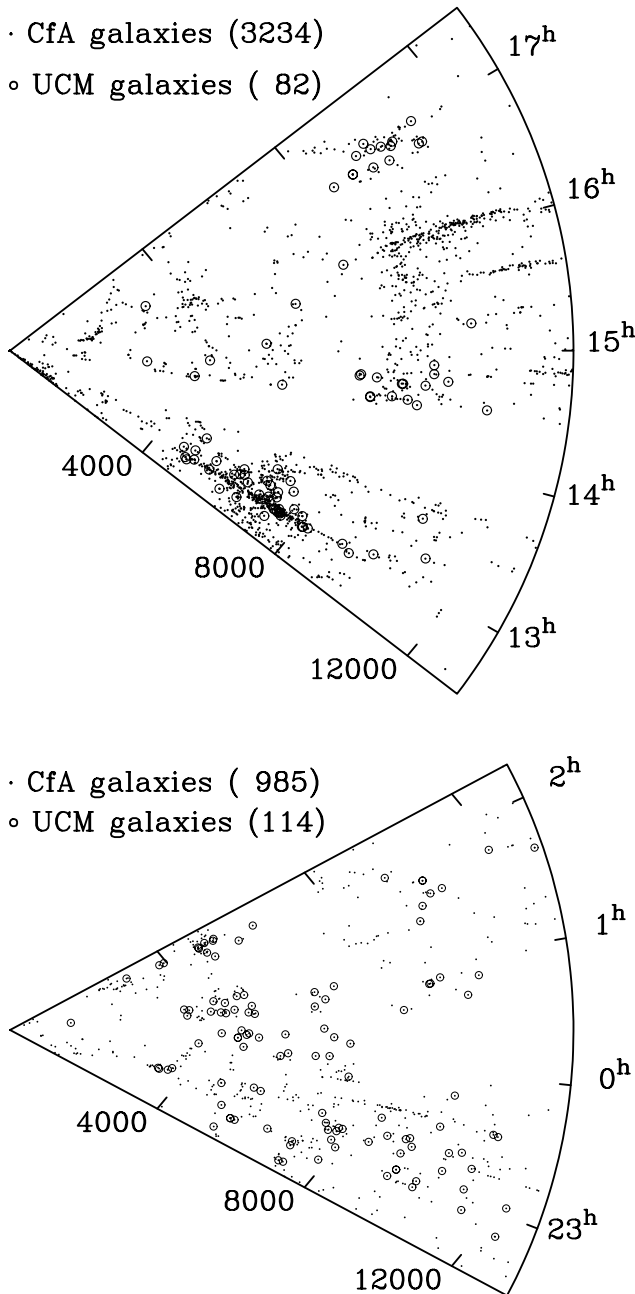 · CfA galaxies (3234)
o UCM galaxies ( 82)
17h
16h
15h
4000
14h
8000
13h
12000
· CfA galaxies ( 985)
o UCM galaxies (114)
2h
1h
0h
4000
8000
23h
12000